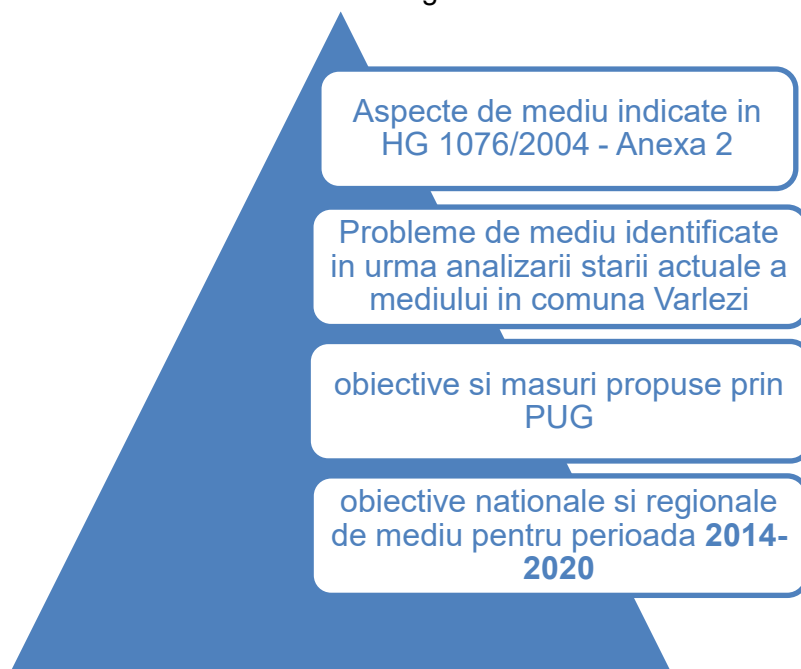 Aspecte de mediu indicate in
HG 1076/2004 - Anexa 2
Probleme de mediu identificate
in urma analizarii starii actuale a
mediului in comuna Varlezi
obiective si masuri propuse prin
PUG
obiective nationale si regionale
de mediu pentru perioada 2014-
2020